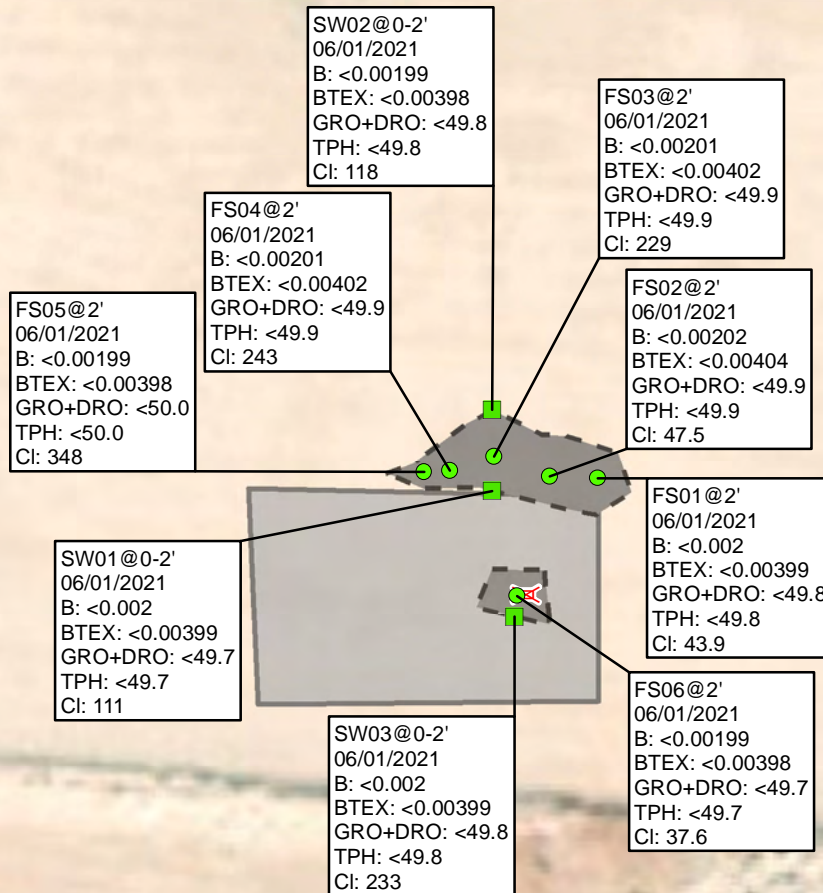 SW02@0-2'
06/01/2021
B: <0.00199
BTEX: <0.00398
GRO+DRO: <49.8
TPH: <49.8
Cl: 118
FS03@2'
06/01/2021
B: <0.00201
BTEX: <0.00402
GRO+DRO: <49.9
TPH: <49.9
Cl: 229
FS04@2'
06/01/2021
B: <0.00201
BTEX: <0.00402
GRO+DRO: <49.9
TPH: <49.9
Cl: 243
FS02@2'
06/01/2021
B: <0.00202
BTEX: <0.00404
GRO+DRO: <49.9
TPH: <49.9
Cl: 47.5
FS05@2'
06/01/2021
B: <0.00199
BTEX: <0.00398
GRO+DRO: <50.0
TPH: <50.0
Cl: 348
FS01@2'
06/01/2021
B: <0.002
BTEX: <0.00399
GRO+DRO: <49.8
TPH: <49.8
Cl: 43.9
SW01@0-2'
06/01/2021
B: <0.002
BTEX: <0.00399
GRO+DRO: <49.7
TPH: <49.7
Cl: 111
FS06@2'
06/01/2021
B: <0.00199
BTEX: <0.00398
GRO+DRO: <49.7
TPH: <49.7
Cl: 37.6
SW03@0-2'
06/01/2021
B: <0.002
BTEX: <0.00399
GRO+DRO: <49.8
TPH: <49.8
Cl: 233